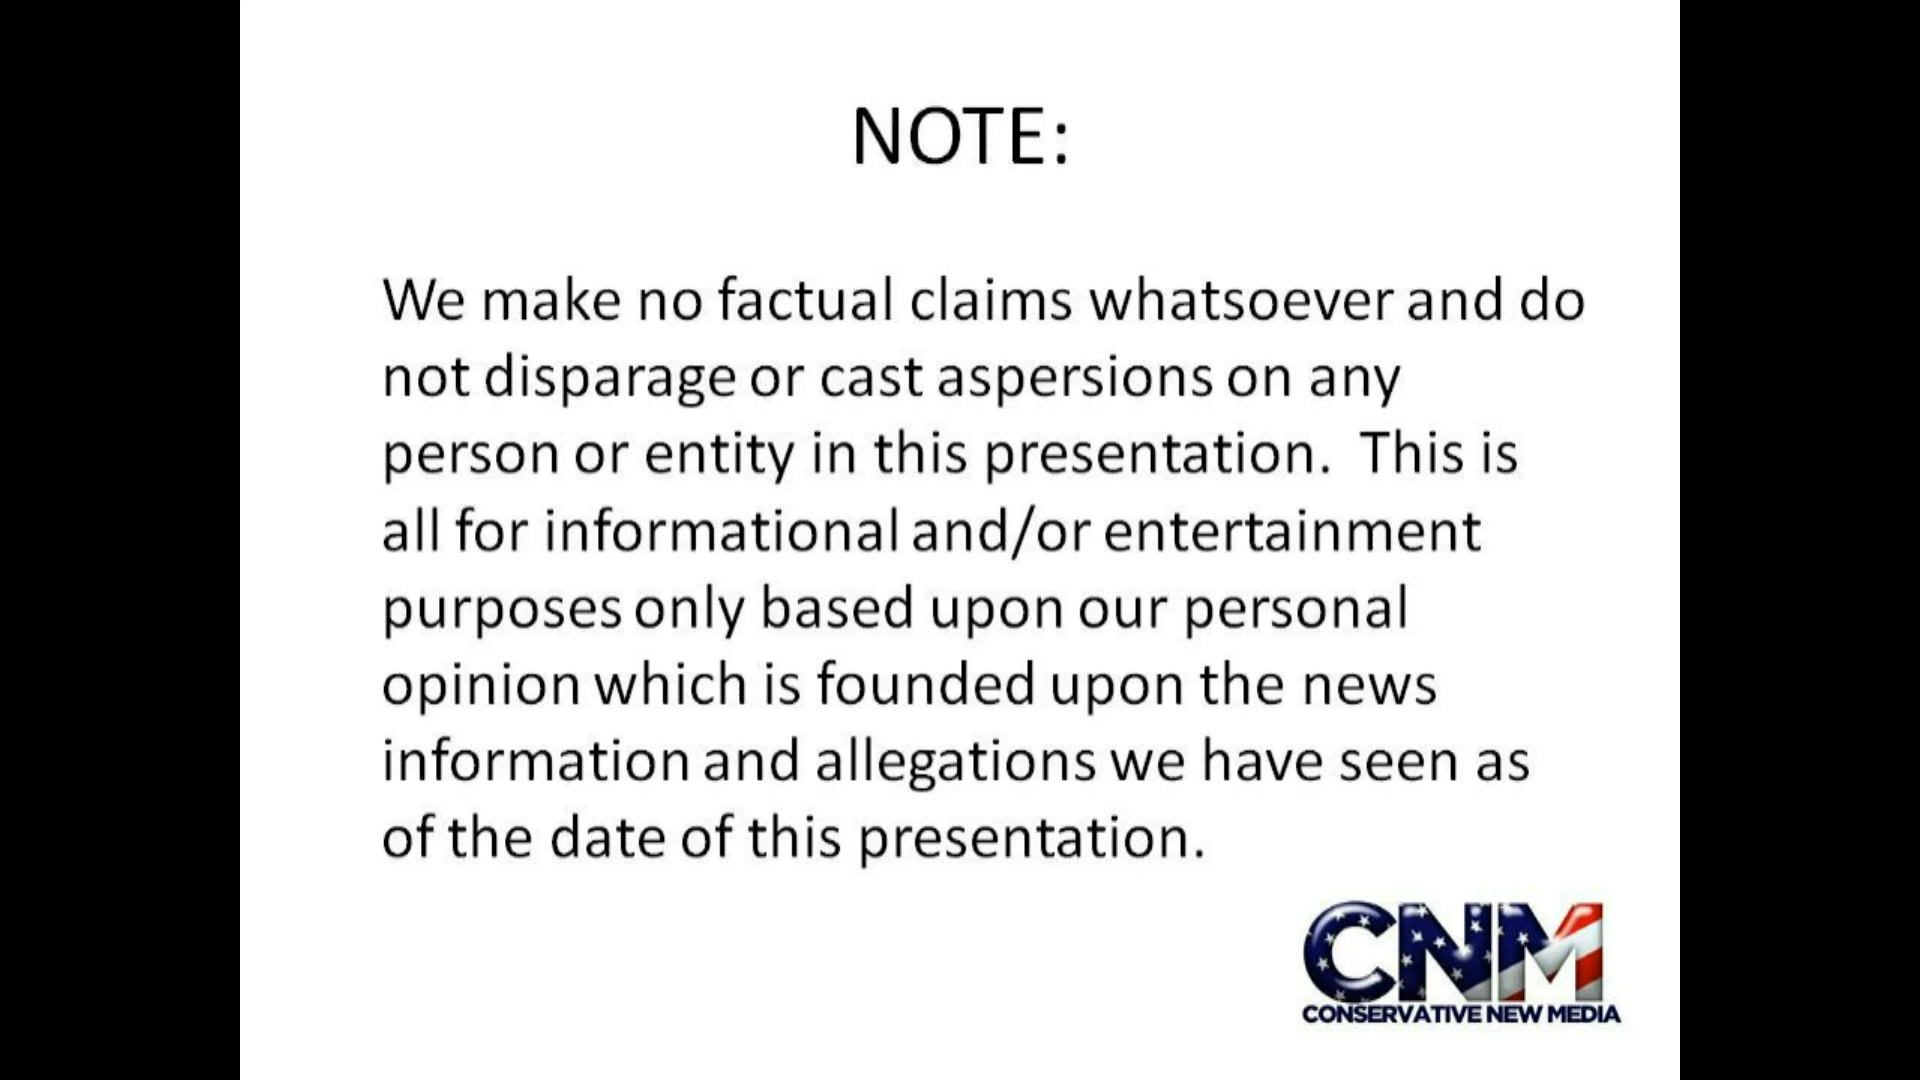 NOTE:
We make no factual claims whatsoever and do
not disparage or cast aspersions on any
person or entity in this presentation.  This is
all for informational and/or entertainment
purposes only based upon our personal
opinion which is founded upon the news
information and allegations we have seen as
of the date of this presentation.
CNM
CONSERVATIVE NEW MEDIA